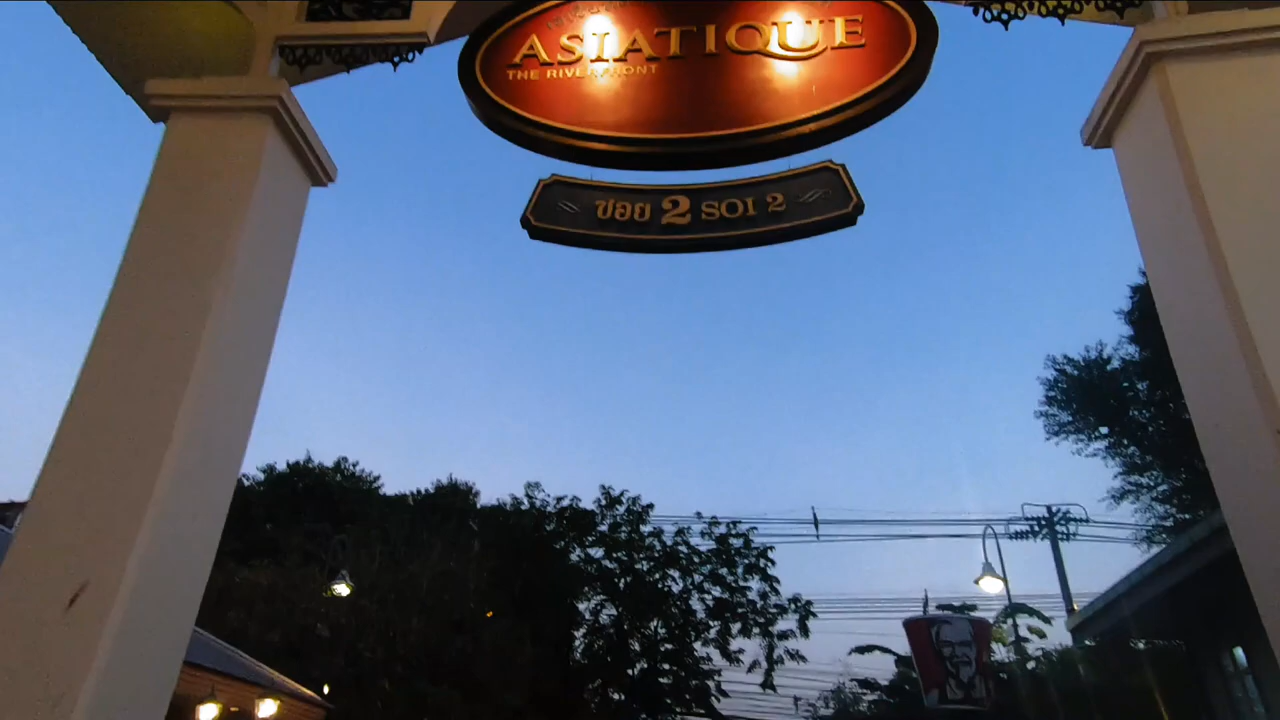 ASIATIQUE
THE RIVERFRONT
ซอย 2 SOI 2